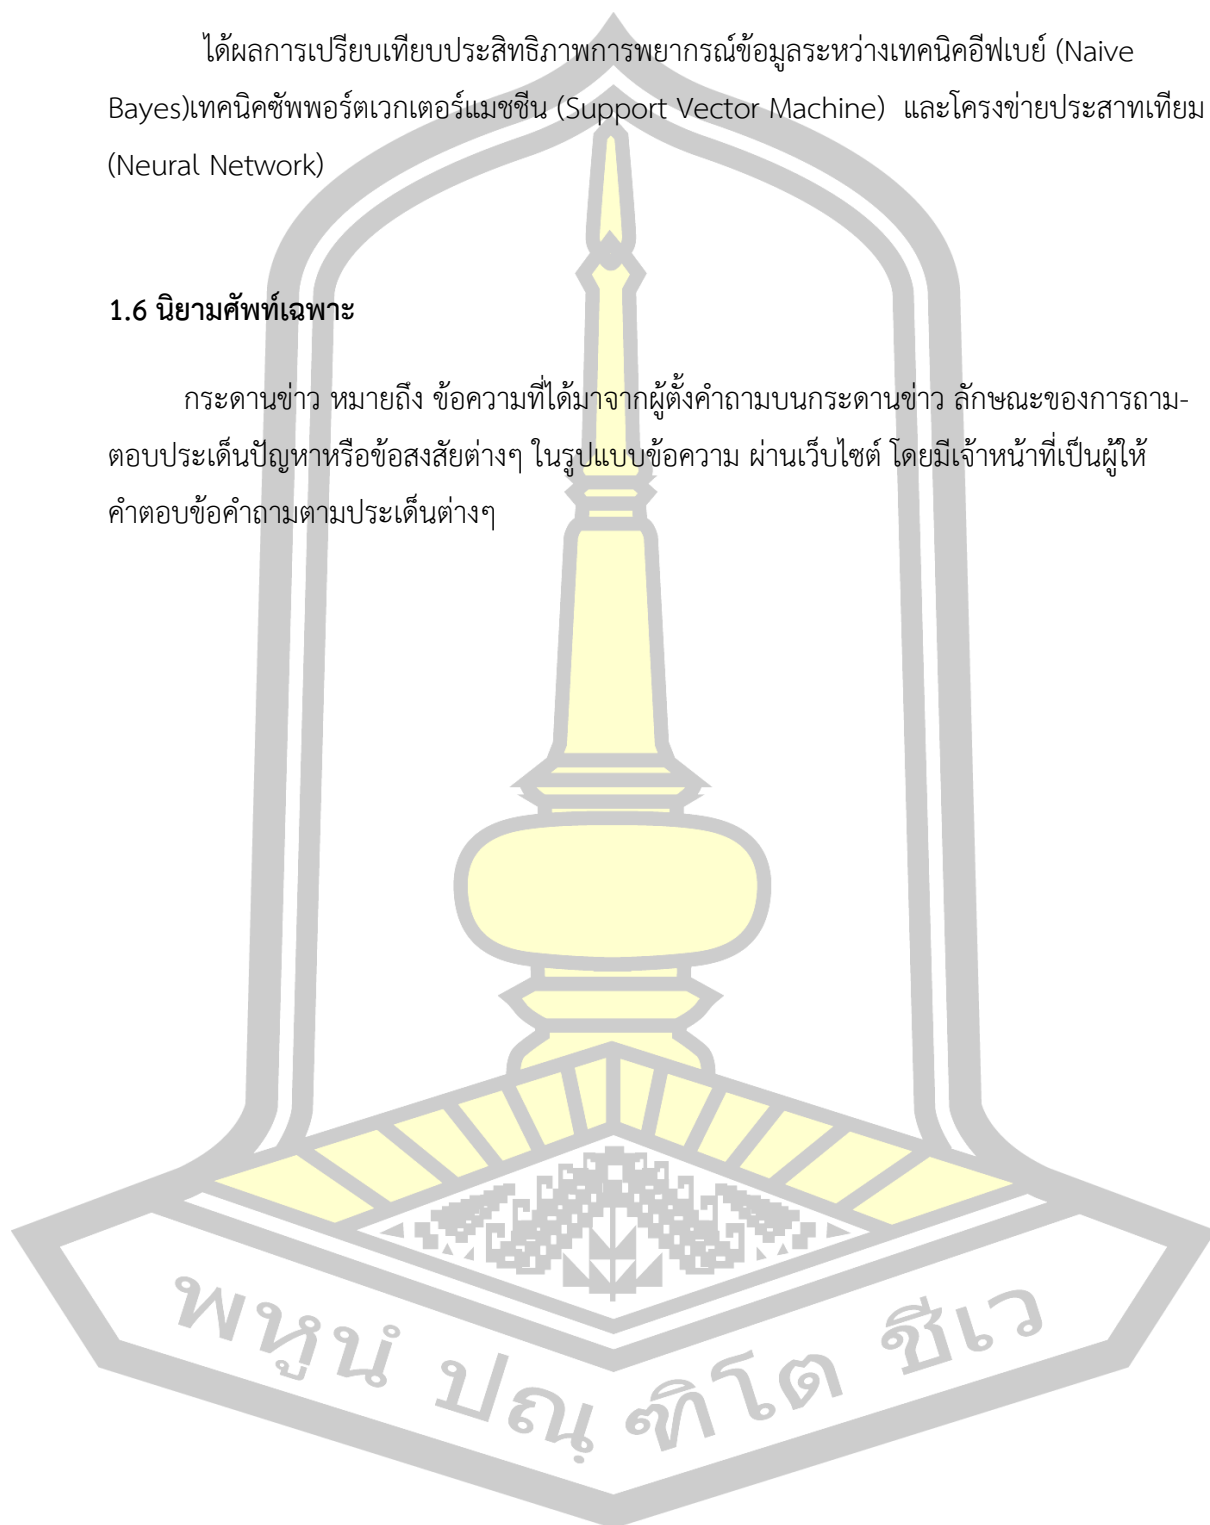 ได้ผลการเปรียบเทียบประสิทธิภาพการพยากรณ์ข้อมูลระหว่างเทคนิคอีฟเบย์ (Naive
Bayes)เทคนิคซัพพอร์ตเวกเตอร์แมชชีน (Support Vector Machine) และโครงข่ายประสาทเทียม
(Neural Network)
1.6 นิยามศัพท์เฉพาะ
กระดานข่าว หมายถึง ข้อความที่ได้มาจากผู้ตั้งคำถามบนกระดานข่าว ลักษณะของการถาม-
ตอบประเด็นปัญหาหรือข้อสงสัยต่างๆ ในรูปแบบข้อความ ผ่านเว็บไซต์ โดยมีเจ้าหน้าที่เป็นผู้ให้
คำตอบข้อคำถามตามประเด็นต่างๆ
พหูนํ ปณฺฑิโต ชีเว